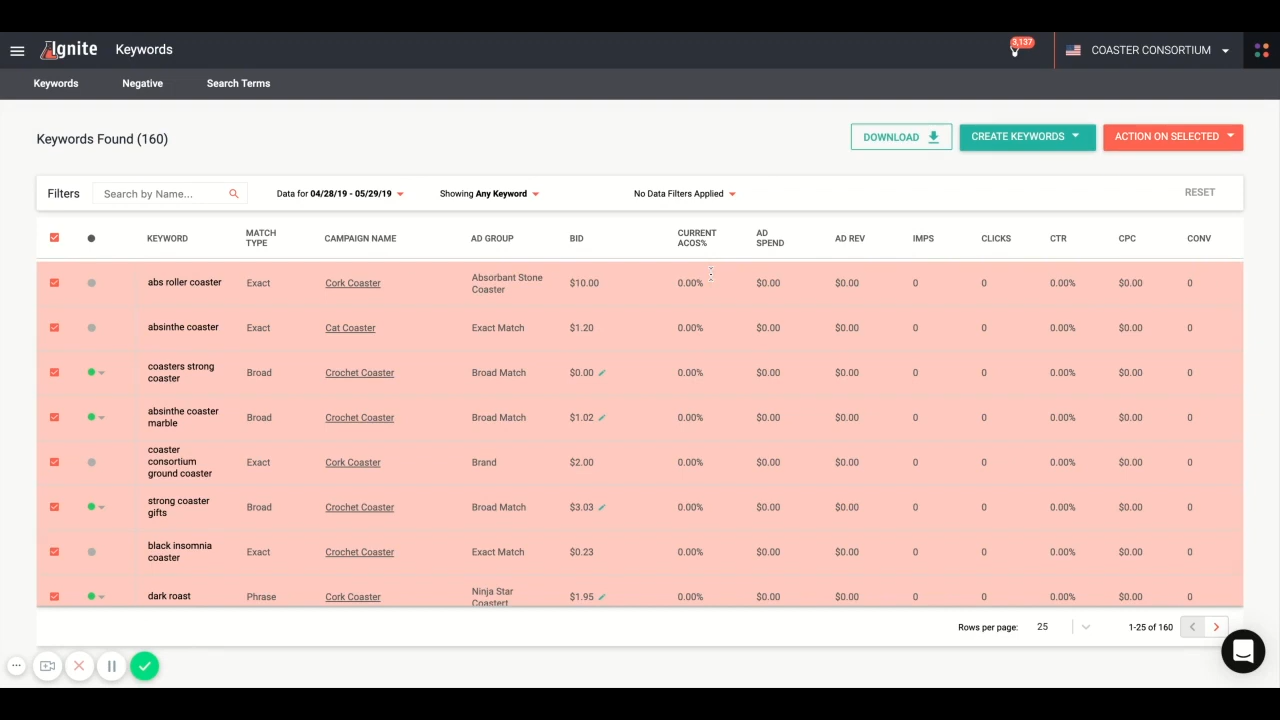 Ignite Keywords 3,137 COASTER CONSORTIUM
Keywords Negative Search Terms
Keywords Found (160) DOWNLOAD CREATE KEYWORDS ACTION ON SELECTED
Filters Search by Name... Data for 04/28/19 - 05/29/19 Showing Any Keyword No Data Filters Applied RESET
KEYWORD MATCH TYPE CAMPAIGN NAME AD GROUP BID CURRENT ACOS% AD SPEND AD REV IMPS CLICKS CTR CPC CONV
abs roller coaster Exact Cork Coaster Absorbant Stone Coaster $10.00 0.00% $0.00 $0.00 0 0 0.00% $0.00 0
absinthe coaster Exact Cat Coaster Exact Match $1.20 0.00% $0.00 $0.00 0 0 0.00% $0.00 0
coasters strong coaster Broad Crochet Coaster Broad Match $0.00 0.00% $0.00 $0.00 0 0 0.00% $0.00 0
absinthe coaster marble Broad Crochet Coaster Broad Match $1.02 0.00% $0.00 $0.00 0 0 0.00% $0.00 0
coaster consortium ground coaster Exact Cork Coaster Brand $2.00 0.00% $0.00 $0.00 0 0 0.00% $0.00 0
strong coaster gifts Broad Crochet Coaster Broad Match $3.03 0.00% $0.00 $0.00 0 0 0.00% $0.00 0
black insomnia coaster Exact Crochet Coaster Exact Match $0.23 0.00% $0.00 $0.00 0 0 0.00% $0.00 0
dark roast Phrase Cork Coaster Ninja Star Coastert $1.95 0.00% $0.00 $0.00 0 0 0.00% $0.00 0
Rows per page: 25 1-25 of 160